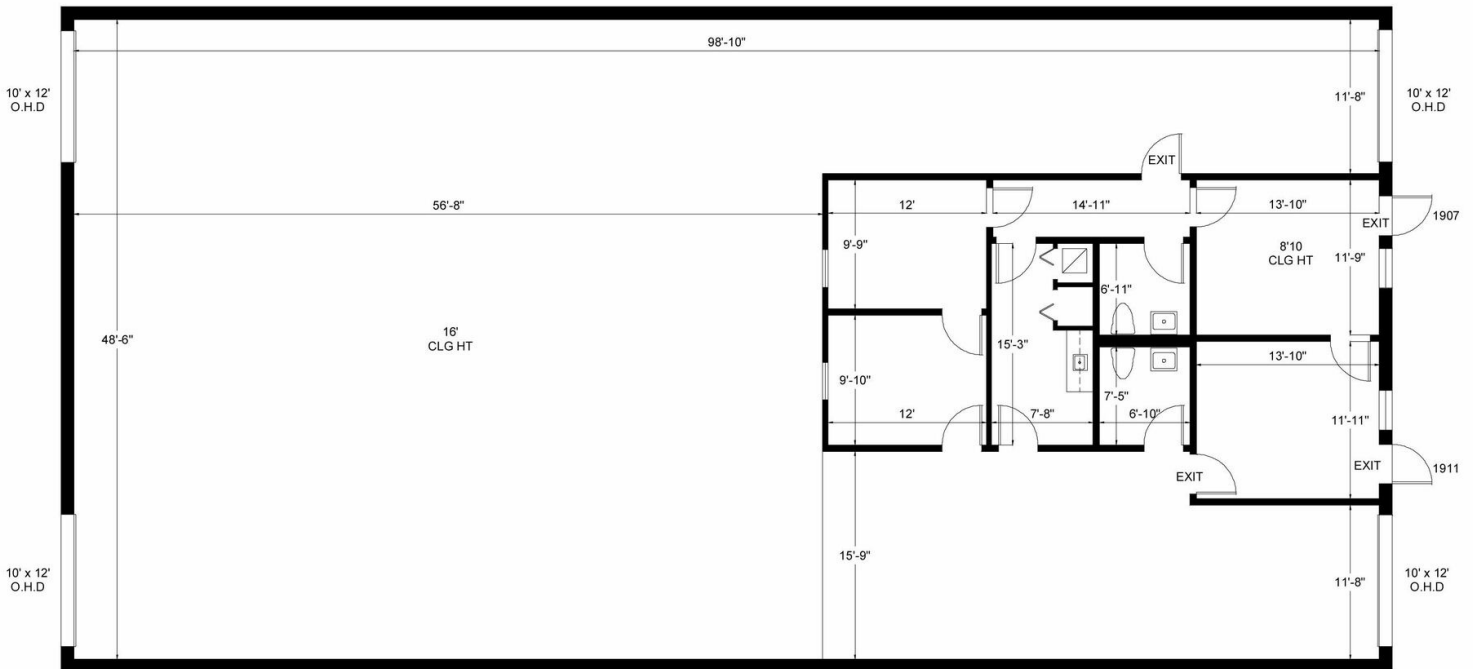 98'-10"
10' x 12'
O.H.D
11'-8"
10' x 12'
O.H.D
EXIT
56'-8"
12'
14'-11"
13'-10"
1907
EXIT
9'-9"
8'10
CLG HT
11'-9"
6'-11"
48'-6"
16'
CLG HT
15'-3"
13'-10"
9'-10"
7'-5"
12'
7'-8"
6'-10"
11'-11"
EXIT
EXIT
1911
15'-9"
10' x 12'
O.H.D
11'-8"
10' x 12'
O.H.D